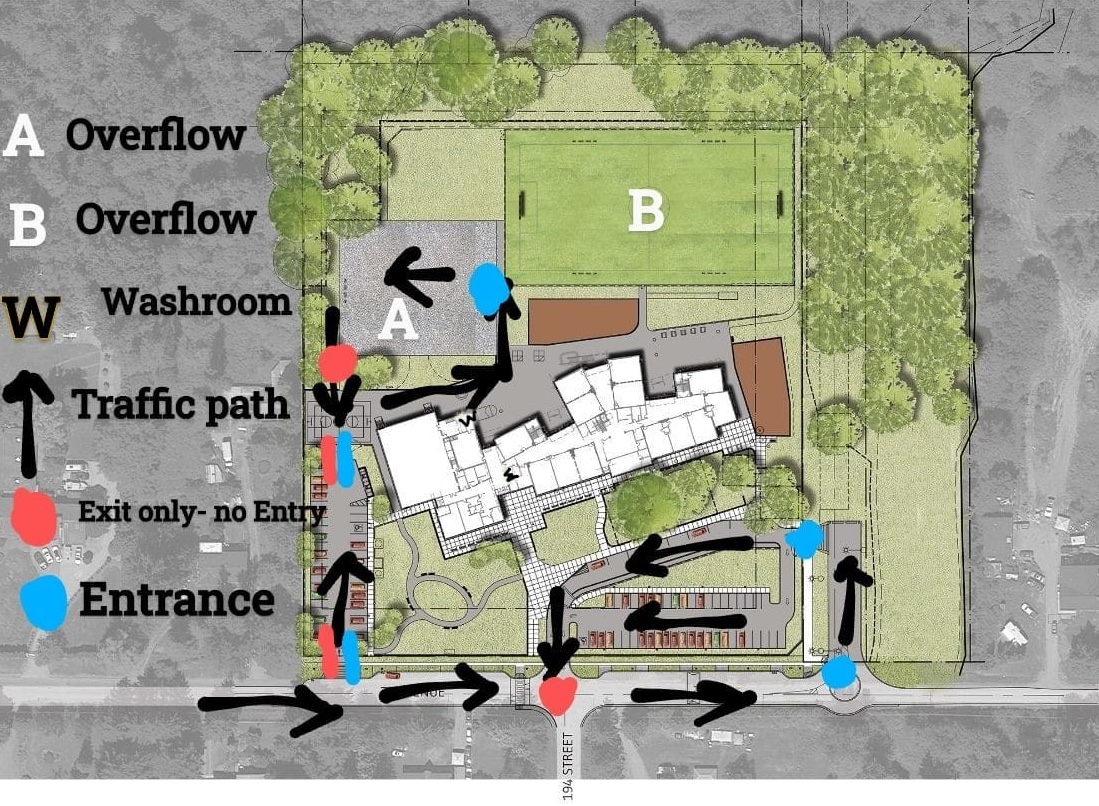 A Overflow
B Overflow
W Washroom
Traffic path
Exit only- no Entry
Entrance
B
A
W
W
ENUE
194 STREET